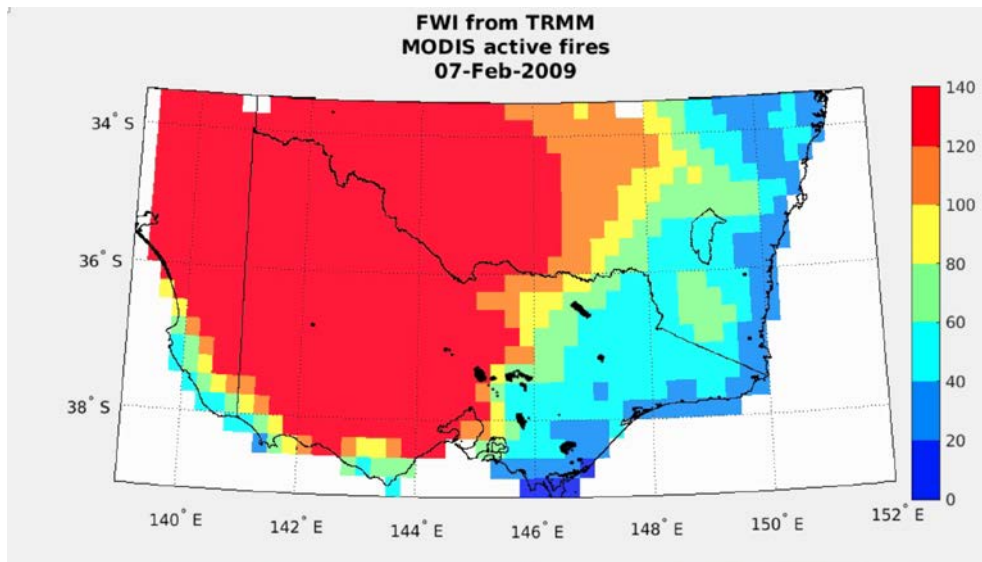 FWI from TRMM
MODIS active fires
07-Feb-2009
34° S
36° S
38° S
140° E
142° E
144° E
146° E
148° E
150° E
152° E
140
120
100
80
60
40
20
0